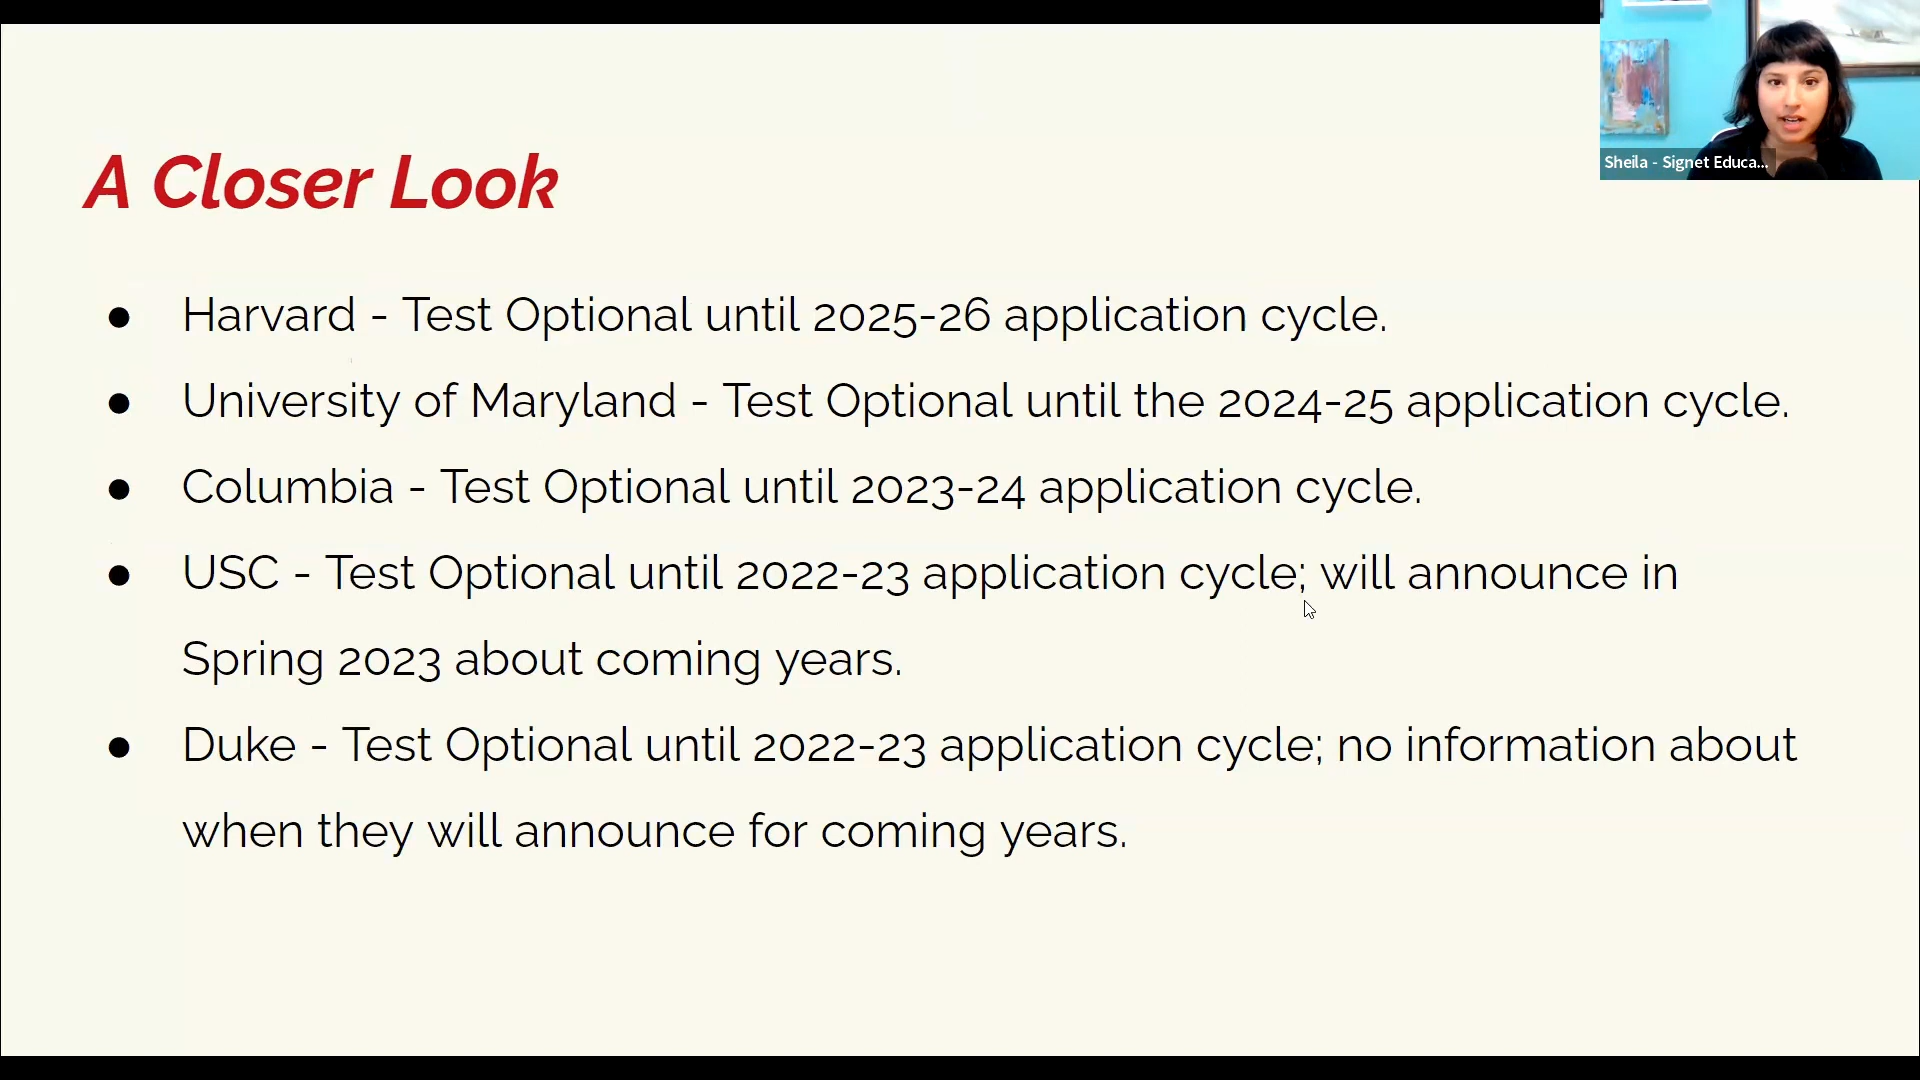 A Closer Look
Sheila - Signet Educa...
● Harvard - Test Optional until 2025-26 application cycle.
● University of Maryland - Test Optional until the 2024-25 application cycle.
● Columbia - Test Optional until 2023-24 application cycle.
● USC - Test Optional until 2022-23 application cycle; will announce in
Spring 2023 about coming years.
● Duke - Test Optional until 2022-23 application cycle; no information about
when they will announce for coming years.